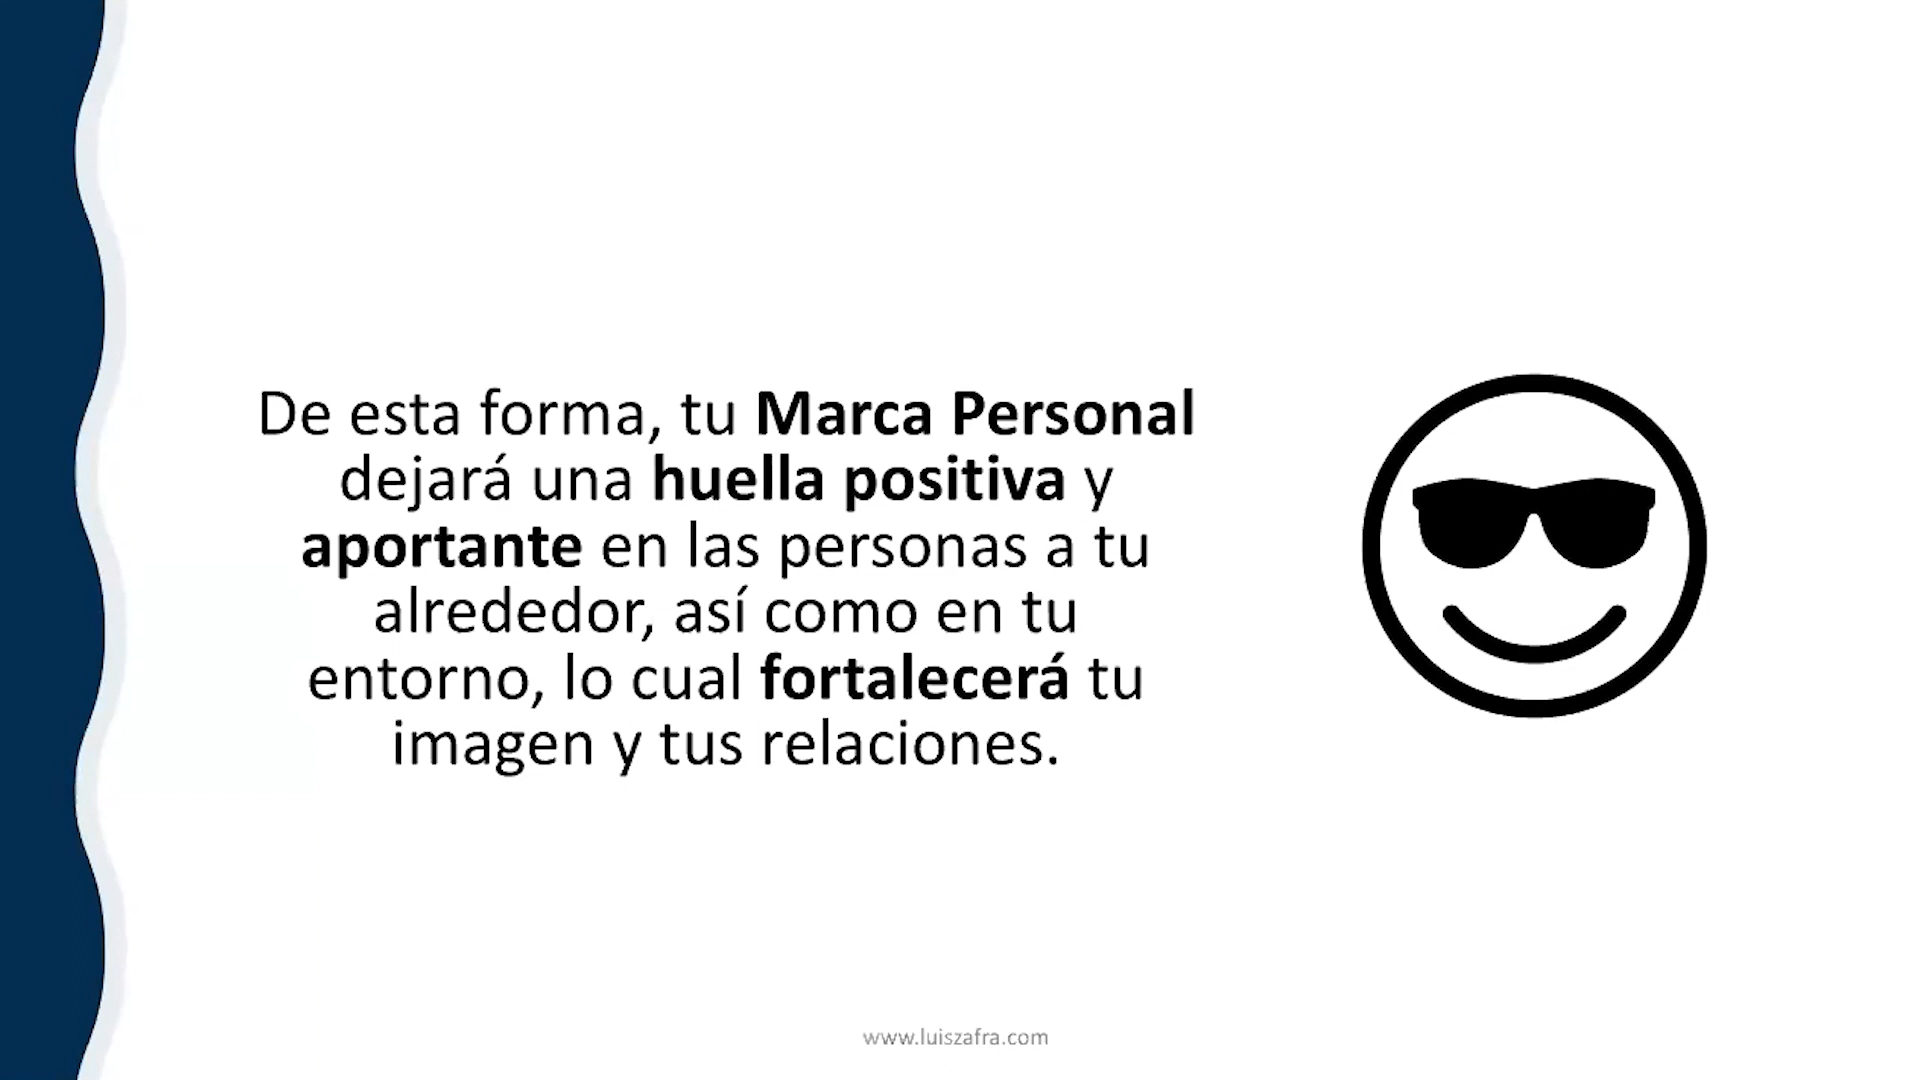 De esta forma, tu Marca Personal
dejará una huella positiva y
aportante en las personas a tu
alrededor, así como en tu
entorno, lo cual fortalecerá tu
imagen y tus relaciones.
www.luiszafra.com